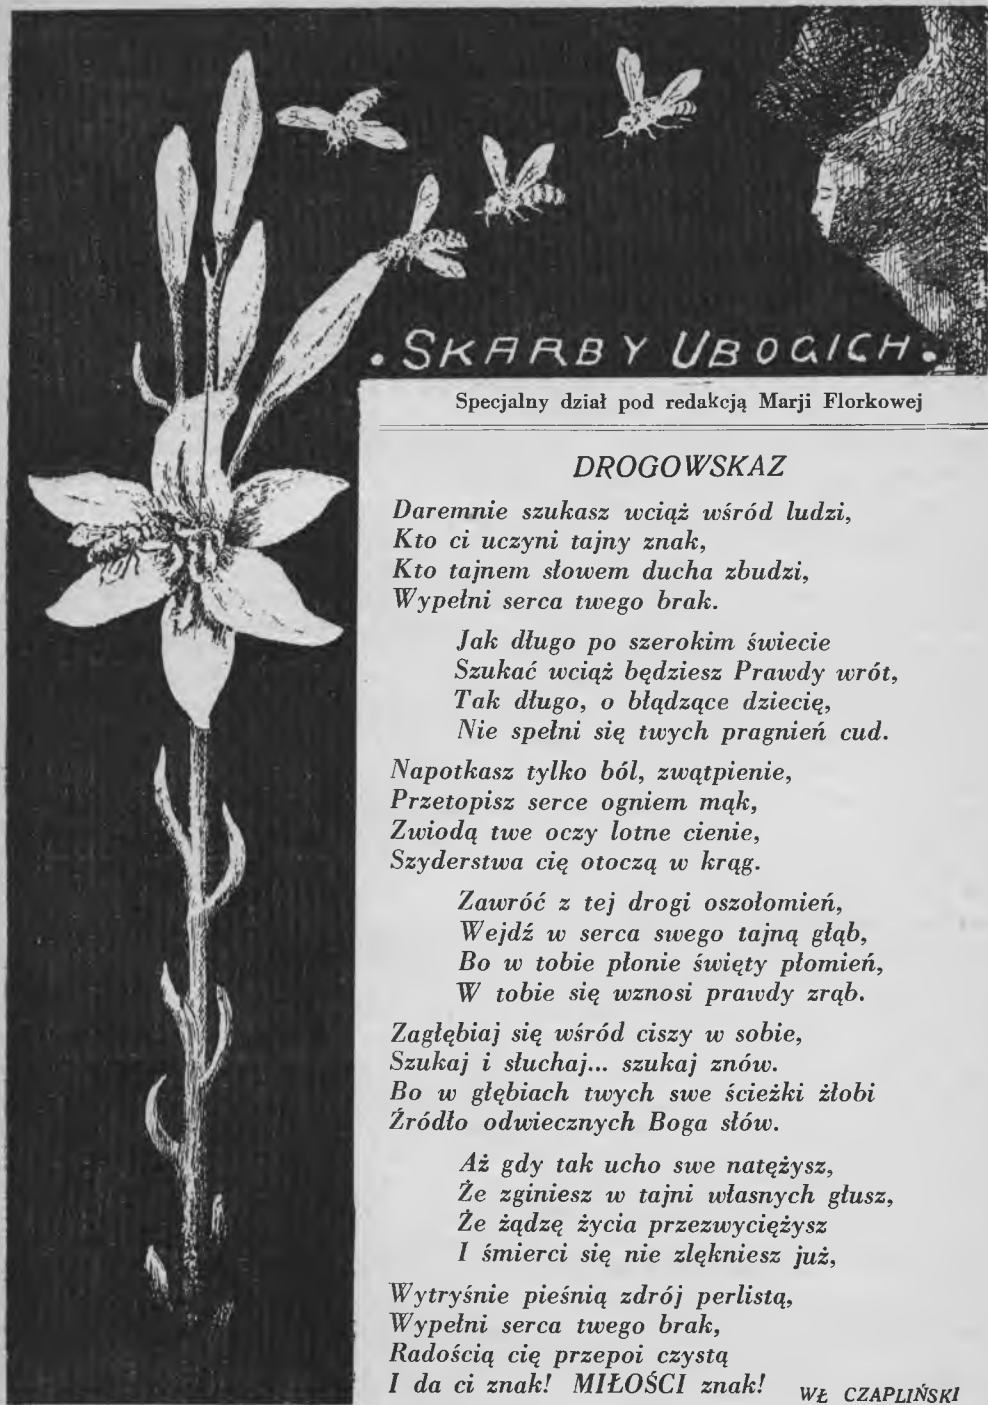 . SKARBY UBOGICH .
Specjalny dział pod redakcją Marji Florkowej
DROGOWSKAZ
Daremnie szukasz wciąż wśród ludzi,
Kto ci uczyni tajny znak,
Kto tajnem słowem ducha zbudzi,
Wypełni serca twego brak.
Jak długo po szerokim świecie
Szukać wciąż będziesz Prawdy wrót,
Tak długo, o błądzące dziecię,
Nie spełni się twych pragnień cud.
Napotkasz tylko ból, zwątpienie,
Przetopisz serce ogniem mąk,
Zwiodą twe oczy lotne cienie,
Szyderstwa cię otoczą w krąg.
Zawróć z tej drogi oszołomień,
Wejdź w serca swego tajną głąb,
Bo w tobie płonie święty płomień,
W tobie się wznosi prawdy zrąb.
Zagłębiaj się wśród ciszy w sobie,
Szukaj i słuchaj... szukaj znów.
Bo w głębiach twych swe ścieżki żłobi
Źródło odwiecznych Boga słów.
Aż gdy tak ucho swe natężysz,
Że zginiesz w tajni własnych głusz,
Że żądzę życia przezwyciężysz
I śmierci się nie zlękniesz już,
Wytryśnie pieśnią zdrój perlistą,
Wypełni serca twego brak,
Radością cię przepoi czystą
I da ci znak! MIŁOŚCI znak!
WŁ CZAPLIŃSKI